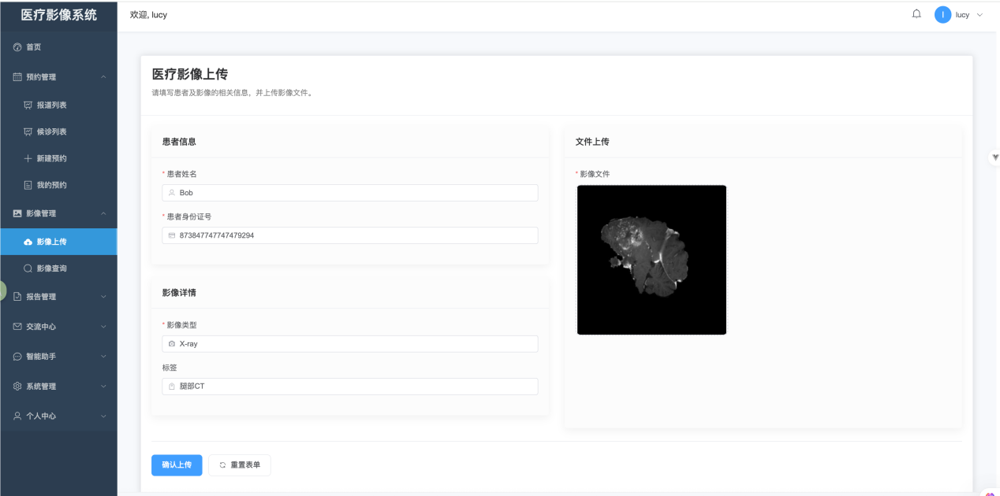 医疗影像系统
欢迎, lucy
l
lucy
首页
预约管理
报道列表
候诊列表
新建预约
我的预约
影像管理
影像上传
影像查询
报告管理
交流中心
智能助手
系统管理
个人中心
医疗影像上传
请填写患者及影像的相关信息，并上传影像文件。
患者信息
* 患者姓名
Bob
* 患者身份证号
873847747747479294
影像详情
* 影像类型
X-ray
标签
腿部CT
文件上传
* 影像文件
确认上传
重置表单